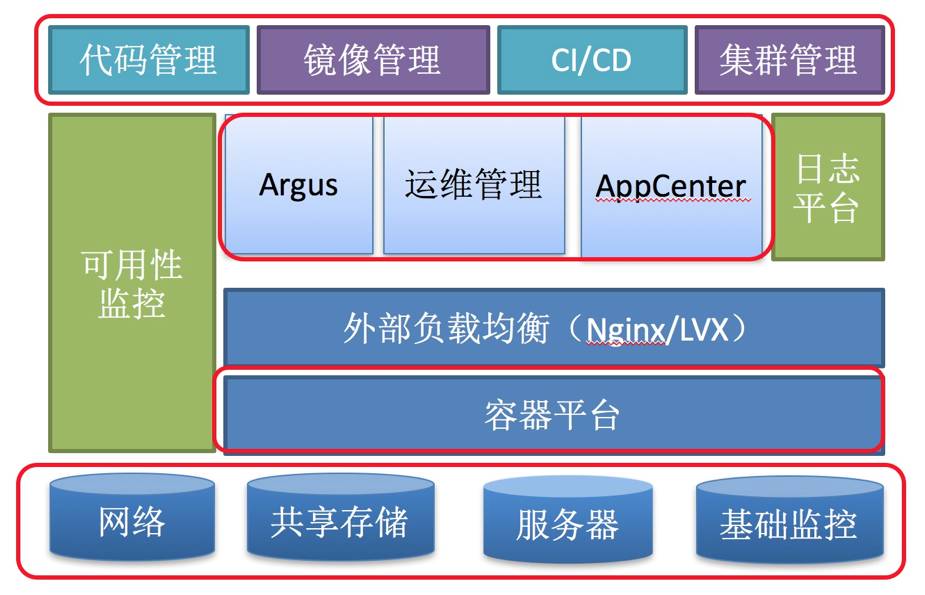 代码管理
镜像管理
CI/CD
集群管理
Argus
运维管理
AppCenter
日志
平台
可用性
监控
外部负载均衡（Nginx/LVX）
容器平台
网络
共享存储
服务器
基础监控